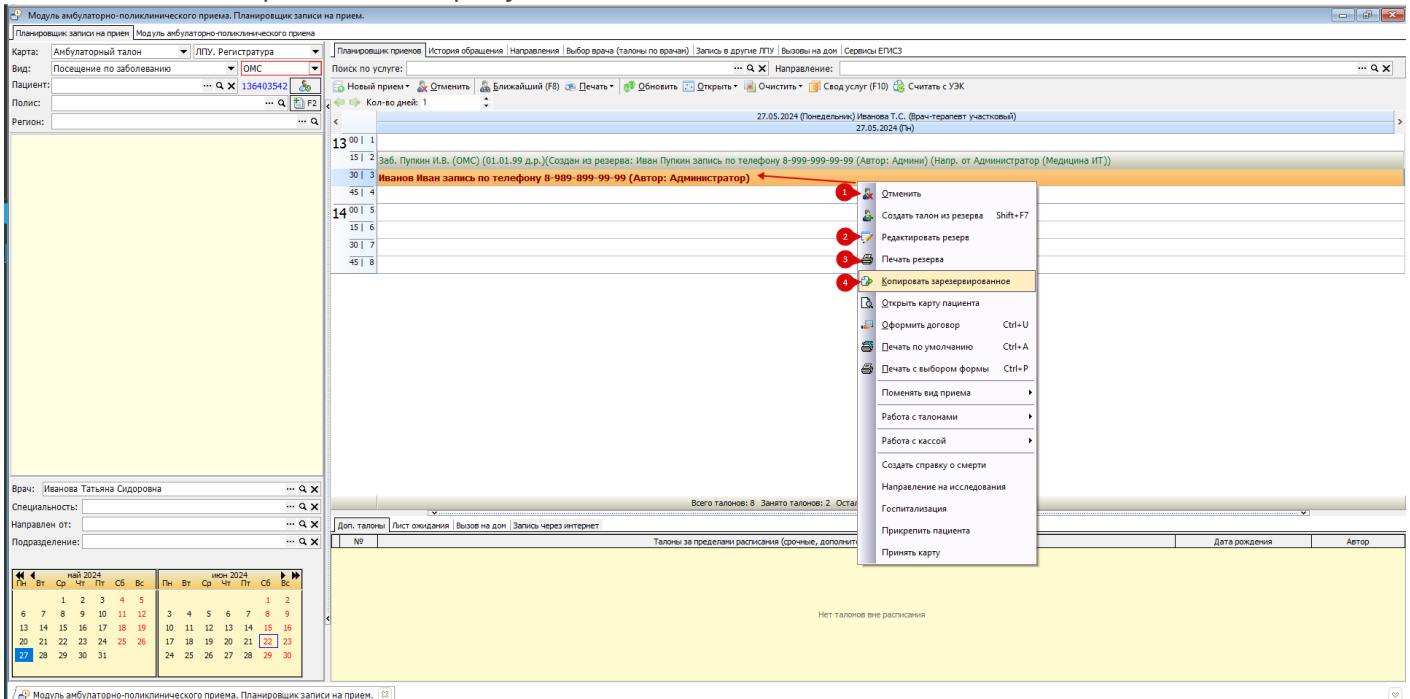 Модуль амбулаторно-поликлинического приема. Планировщик записи на прием.
Планировщик записи на прием Модуль амбулаторно-поликлинического приема
Карта: Амбулаторный талон ЛПУ. Регистратура
Вид: Посещение по заболеванию ОМС
Пациент: 136403542
Полис: F2
Регион:
Планировщик приемов История обращения Направления Выбор врача (талоны по врачам) Запись в другие ЛПУ Вызовы на дом Сервисы ЕГИСЗ
Поиск по услуге: Направление:
Новый прием Отменить Ближайший (F8) Печать Обновить Открыть Очистить Свод услуг (F10) Считать с УЭК
Кол-во дней: 1
27.05.2024 (Понедельник) Иванова Т.С. (Врач-терапевт участковый)
27.05.2024 (Пн)
13 00 1
15 2 Заб. Пупкин И.В. (ОМС) (01.01.99 д.р.)(Создан из резерва: Иван Пупкин запись по телефону 8-999-999-99-99 (Автор: Админи) (Напр. от Администратор (Медицина ИТ))
30 3 Иванов Иван запись по телефону 8-989-899-99-99 (Автор: Администратор)
45 4
14 00 5
15 6
30 7
45 8
1 Отменить
Создать талон из резерва Shift+F7
2 Редактировать резерв
3 Печать резерва
4 Копировать зарезервированное
Открыть карту пациента
Оформить договор Ctrl+U
Печать по умолчанию Ctrl+A
Печать с выбором формы Ctrl+P
Поменять вид приема
Работа с талонами
Работа с кассой
Создать справку о смерти
Направление на исследования
Госпитализация
Прикрепить пациента
Принять карту
Врач: Иванова Татьяна Сидоровна
Специальность:
Направлен от:
Подразделение:
Всего талонов: 8 Занято талонов: 2 Оста
Доп. талоны Лист ожидания Вызов на дом Запись через интернет
№ Талоны за пределами расписания (срочные, дополнит Дата рождения Автор
Нет талонов вне расписания
май 2024
Пн Вт Ср Чт Пт Сб Вс
1 2 3 4 5
6 7 8 9 10 11 12
13 14 15 16 17 18 19
20 21 22 23 24 25 26
27 28 29 30 31
июн 2024
Пн Вт Ср Чт Пт Сб Вс
1 2
3 4 5 6 7 8 9
10 11 12 13 14 15 16
17 18 19 20 21 22 23
24 25 26 27 28 29 30
Модуль амбулаторно-поликлинического приема. Планировщик записи на прием.